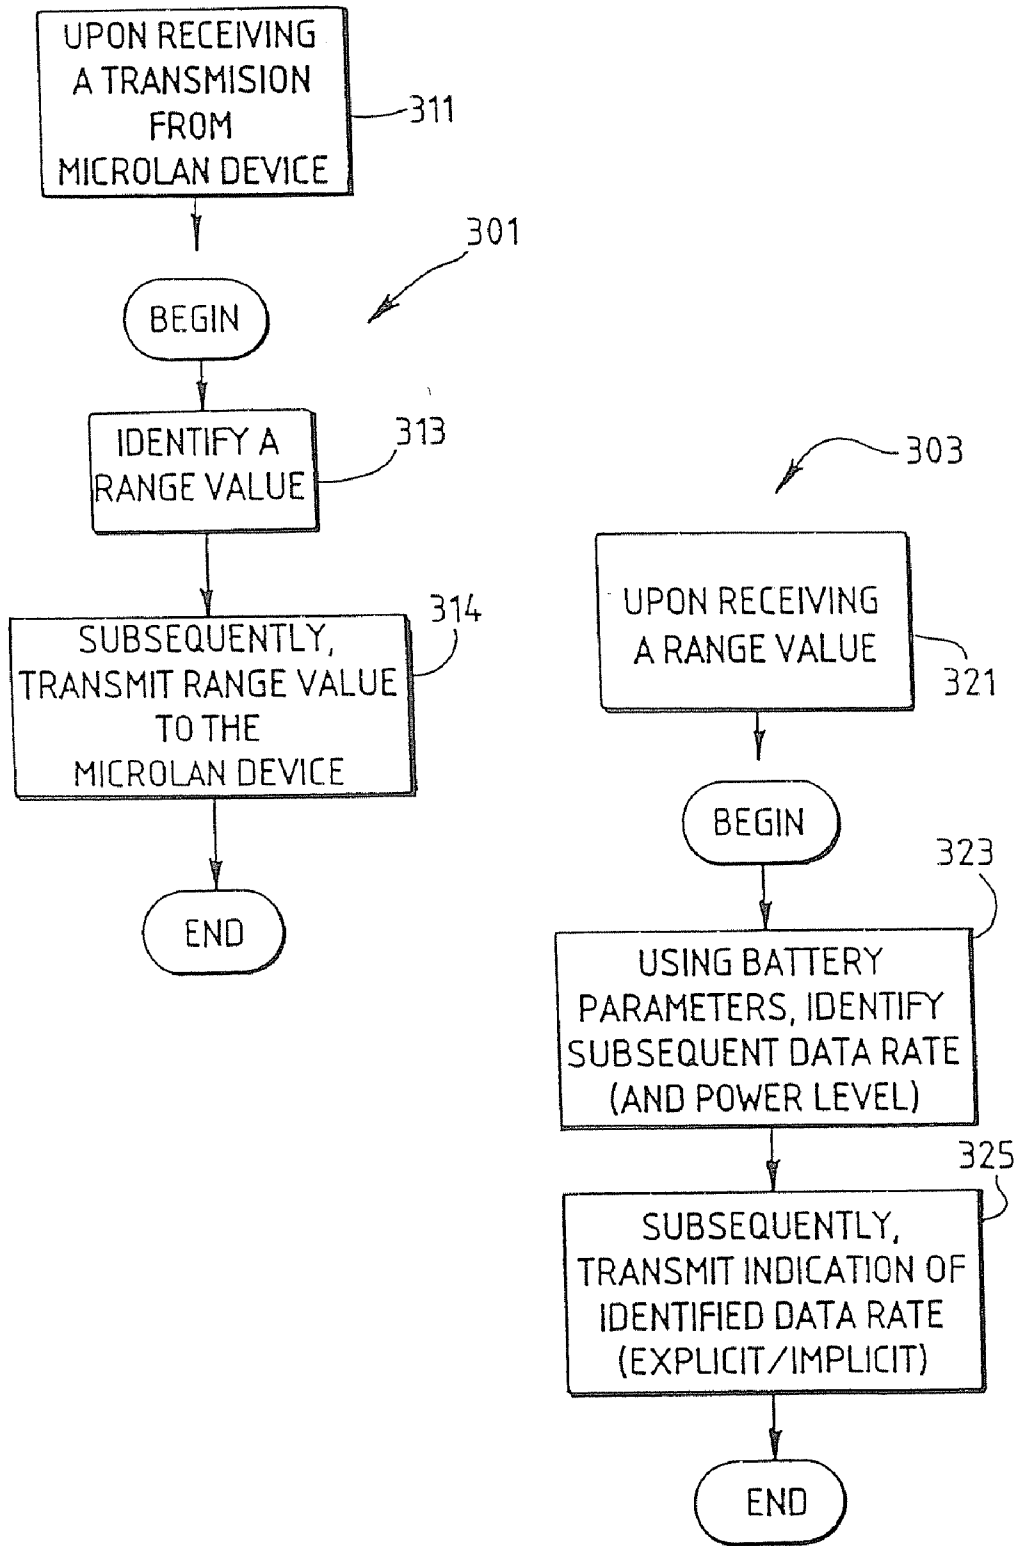 UPON RECEIVING
A TRANSMISION
FROM
MICROLAN DEVICE
311
301
BEGIN
IDENTIFY A
RANGE VALUE
313
SUBSEQUENTLY,
TRANSMIT RANGE VALUE
TO THE
MICROLAN DEVICE
314
END
303
UPON RECEIVING
A RANGE VALUE
321
BEGIN
323
USING BATTERY
PARAMETERS, IDENTIFY
SUBSEQUENT DATA RATE
(AND POWER LEVEL)
325
SUBSEQUENTLY,
TRANSMIT INDICATION OF
IDENTIFIED DATA RATE
(EXPLICIT/IMPLICIT)
END